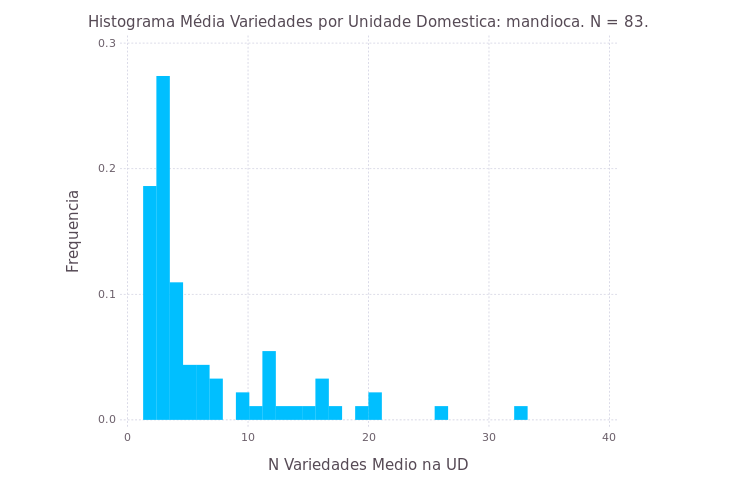 Histograma Média Variedades por Unidade Domestica: mandioca. N = 83.
0.3
0.2
0.1
0.0
Frequencia
0 10 20 30 40
N Variedades Medio na UD